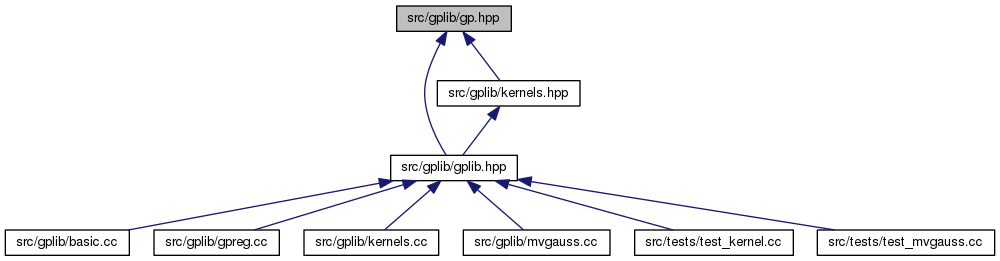 src/gplib/gp.hpp
src/gplib/kernels.hpp
src/gplib/gplib.hpp
src/gplib/basic.cc
src/gplib/gpreg.cc
src/gplib/kernels.cc
src/gplib/mvgauss.cc
src/tests/test_kernel.cc
src/tests/test_mvgauss.cc